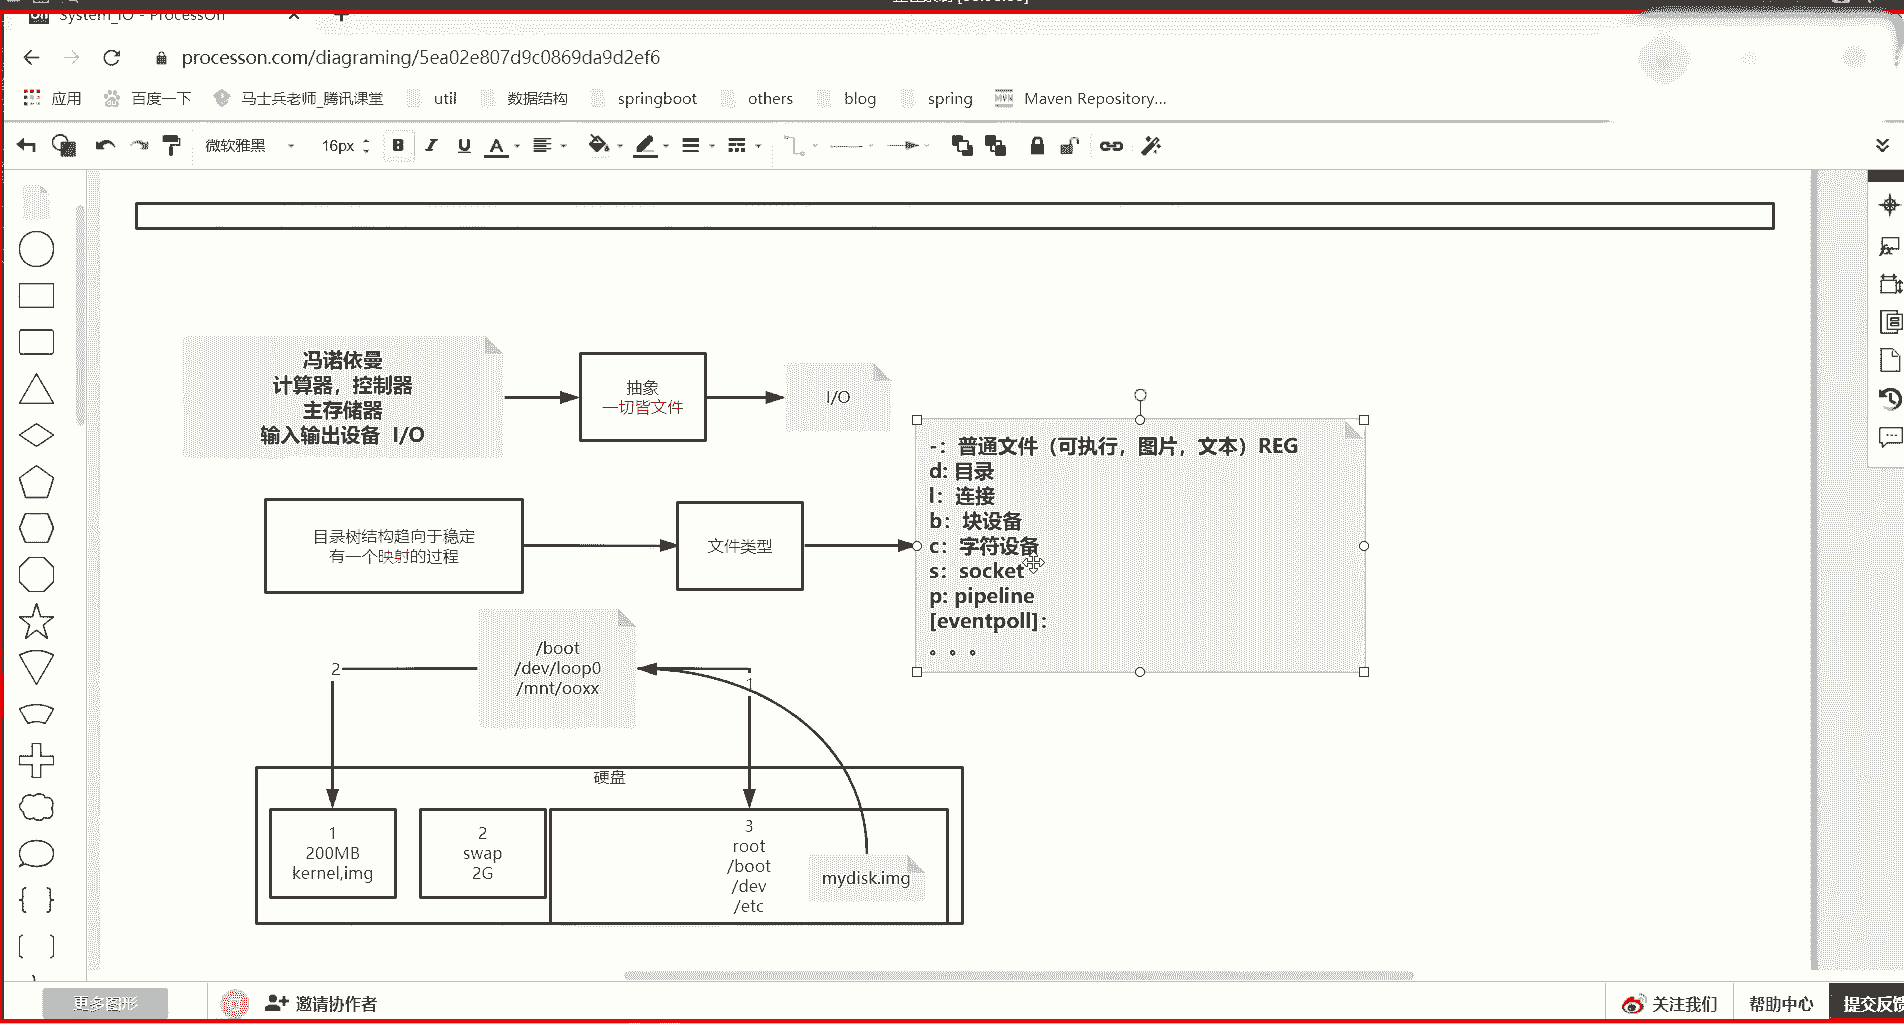 System_IO - ProcessOn
processon.com/diagraming/5ea02e807d9c0869da9d2ef6
应用
百度一下
马士兵老师_腾讯课堂
util
数据结构
springboot
others
blog
spring
Maven Repository...
微软雅黑
16px
B
I
U
A
冯诺依曼
计算器，控制器
主存储器
输入输出设备 I/O
抽象
一切皆文件
I/O
-：普通文件（可执行，图片，文本）REG
d: 目录
l：连接
b：块设备
c：字符设备
s：socket
p: pipeline
[eventpoll]：
。。。
目录树结构趋向于稳定
有一个映射的过程
文件类型
/boot
/dev/loop0
/mnt/ooxx
2
1
硬盘
1
200MB
kernel,img
2
swap
2G
3
root
/boot
/dev
/etc
mydisk.img
更多图形
邀请协作者
关注我们
帮助中心
提交反馈